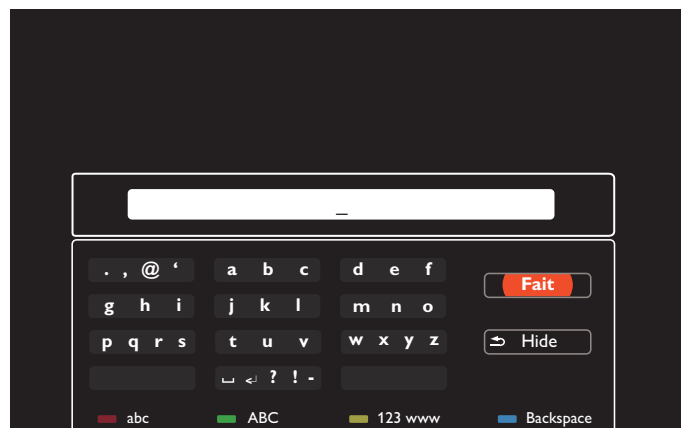 _
. , @ ‘ a b c d e f
Fait
g h i j k l m n o
p q r s t u v w x y z
Hide
␣ ↵ ? ! -
abc ABC 123 www Backspace